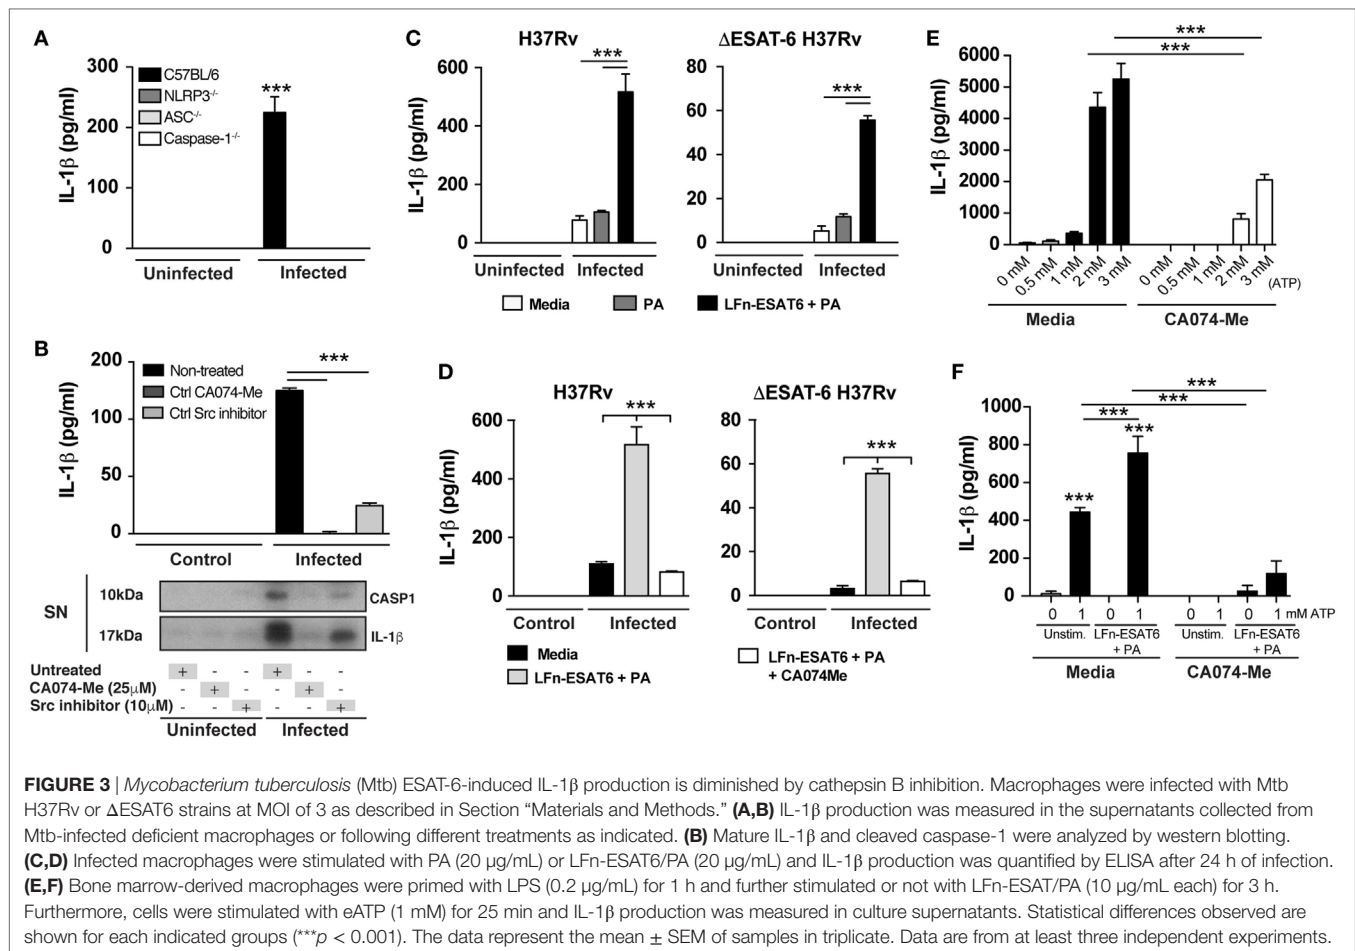 A
IL-1β (pg/ml)
300
200
100
0
C57BL/6
NLRP3-/-
ASC-/-
Caspase-1-/-
***
Uninfected
Infected
B
IL-1β (pg/ml)
200
150
100
50
0
Non-treated
Ctrl CA074-Me
Ctrl Src inhibitor
***
Control
Infected
SN
10kDa
CASP1
17kDa
IL-1β
Untreated + - - + - -
CA074-Me (25μM) - + - - + -
Src inhibitor (10μM) - - + - - +
Uninfected
Infected
C
H37Rv
IL-1β (pg/ml)
600
400
200
0
***
Uninfected
Infected
ΔESAT-6 H37Rv
80
60
40
20
0
***
Uninfected
Infected
Media
PA
LFn-ESAT6 + PA
D
H37Rv
IL-1β (pg/ml)
600
400
200
0
***
Control
Infected
ΔESAT-6 H37Rv
80
60
40
20
0
***
Control
Infected
Media
LFn-ESAT6 + PA
LFn-ESAT6 + PA
+ CA074Me
E
IL-1β (pg/ml)
7000
6000
5000
4000
3000
2000
1000
0
***
***
0 mM
0.5 mM
1 mM
2 mM
3 mM
0 mM
0.5 mM
1 mM
2 mM
3 mM
(ATP)
Media
CA074-Me
F
IL-1β (pg/ml)
1000
800
600
400
200
0
***
***
***
***
***
0 1 0 1 0 1 0 1 mM ATP
Unstim.
LFn-ESAT6
+ PA
Unstim.
LFn-ESAT6
+ PA
Media
CA074-Me
FIGURE 3 | Mycobacterium tuberculosis (Mtb) ESAT-6-induced IL-1β production is diminished by cathepsin B inhibition. Macrophages were infected with Mtb
H37Rv or ΔESAT6 strains at MOI of 3 as described in Section “Materials and Methods.” (A,B) IL-1β production was measured in the supernatants collected from
Mtb-infected deficient macrophages or following different treatments as indicated. (B) Mature IL-1β and cleaved caspase-1 were analyzed by western blotting.
(C,D) Infected macrophages were stimulated with PA (20 μg/mL) or LFn-ESAT6/PA (20 μg/mL) and IL-1β production was quantified by ELISA after 24 h of infection.
(E,F) Bone marrow-derived macrophages were primed with LPS (0.2 μg/mL) for 1 h and further stimulated or not with LFn-ESAT/PA (10 μg/mL each) for 3 h.
Furthermore, cells were stimulated with eATP (1 mM) for 25 min and IL-1β production was measured in culture supernatants. Statistical differences observed are
shown for each indicated groups (***p < 0.001). The data represent the mean ± SEM of samples in triplicate. Data are from at least three independent experiments.